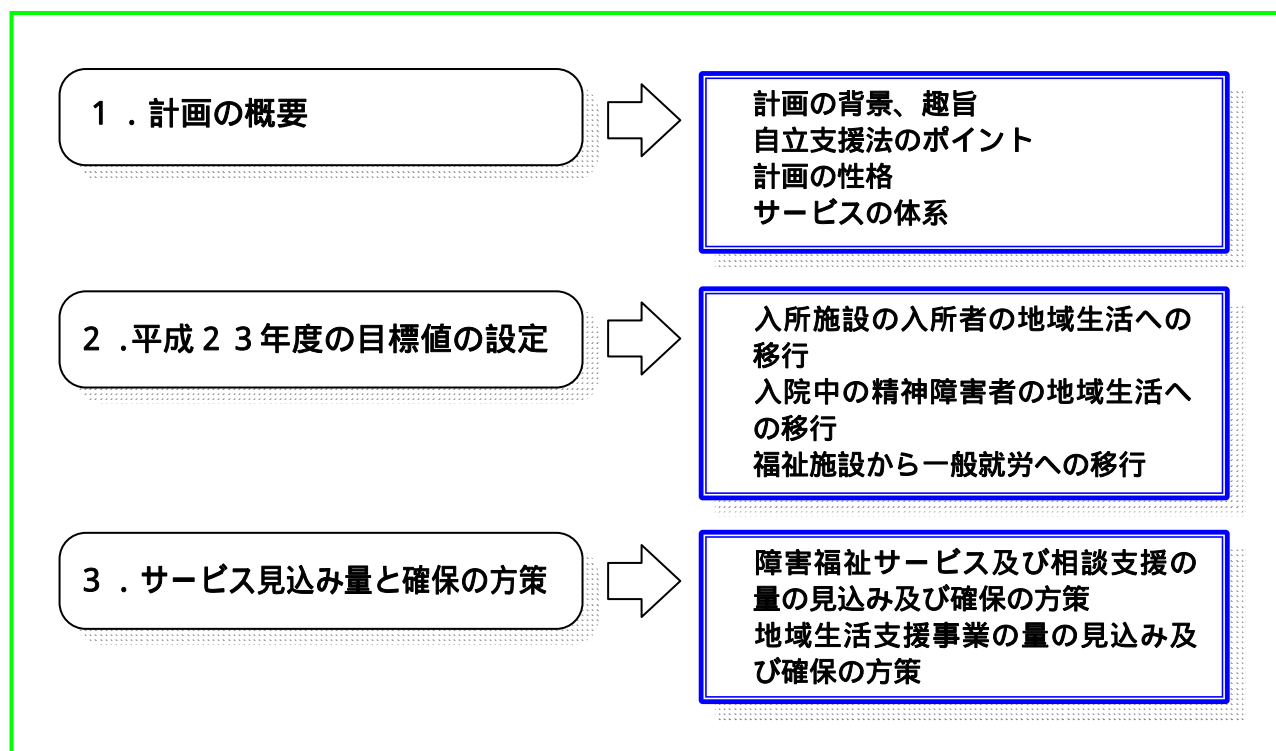 １．計画の概要
計画の背景、趣旨
自立支援法のポイント
計画の性格
サービスの体系
２．平成２３年度の目標値の設定
入所施設の入所者の地域生活への
移行
入院中の精神障害者の地域生活へ
の移行
福祉施設から一般就労への移行
３．サービス見込み量と確保の方策
障害福祉サービス及び相談支援の
量の見込み及び確保の方策
地域生活支援事業の量の見込み及
び確保の方策